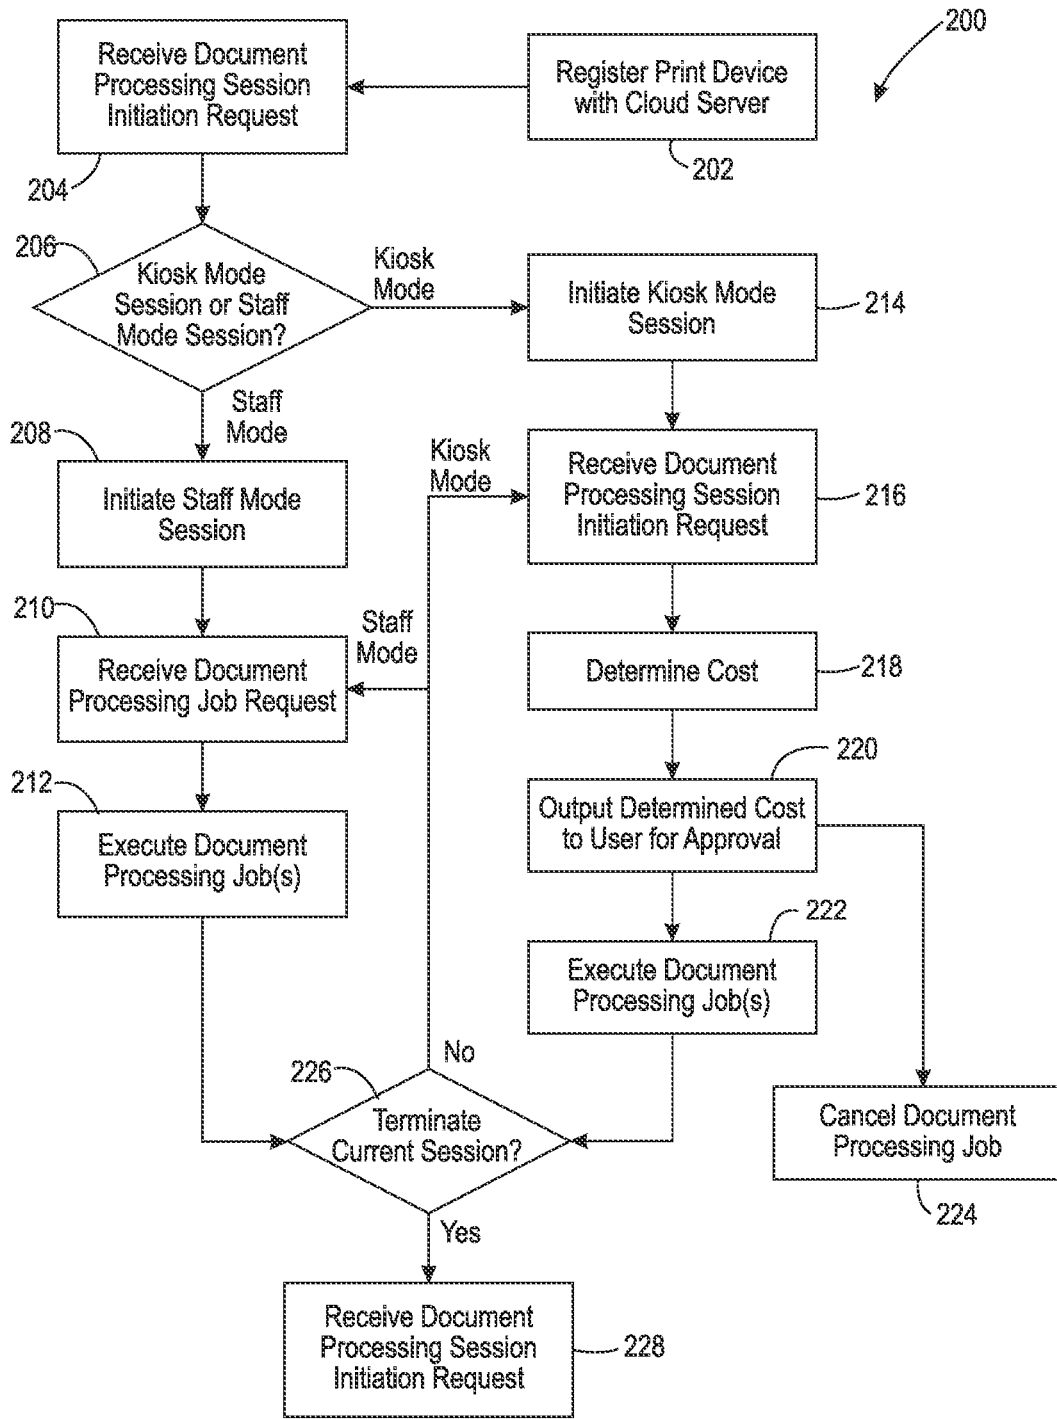 200
Receive Document
Processing Session
Initiation Request
204
Register Print Device
with Cloud Server
202
206
Kiosk Mode
Session or Staff
Mode Session?
Kiosk
Mode
Initiate Kiosk Mode
Session
214
Staff
Mode
208
Initiate Staff Mode
Session
Kiosk
Mode
Receive Document
Processing Session
Initiation Request
216
210
Staff
Mode
Receive Document
Processing Job Request
Determine Cost
218
212
Execute Document
Processing Job(s)
220
Output Determined Cost
to User for Approval
222
Execute Document
Processing Job(s)
No
226
Terminate
Current Session?
Cancel Document
Processing Job
224
Yes
Receive Document
Processing Session
Initiation Request
228